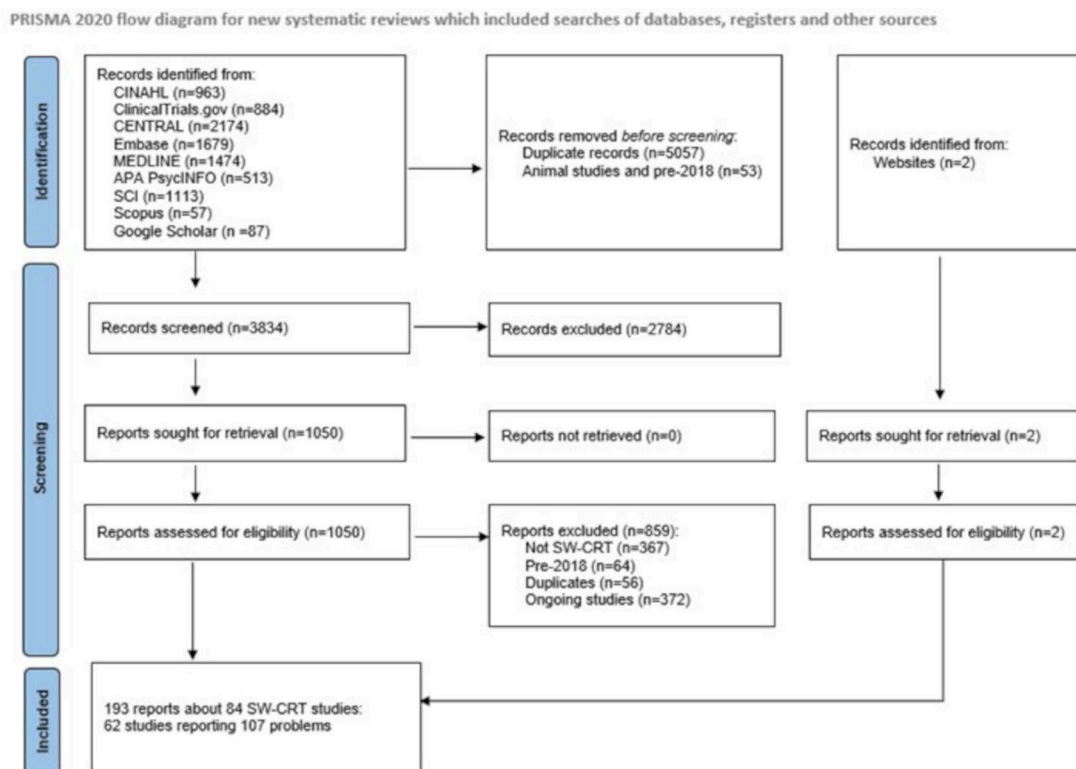 PRISMA 2020 flow diagram for new systematic reviews which included searches of databases, registers and other sources
Identification
Records identified from:
CINAHL (n=963)
ClinicalTrials.gov (n=884)
CENTRAL (n=2174)
Embase (n=1679)
MEDLINE (n=1474)
APA PsycINFO (n=513)
SCI (n=1113)
Scopus (n=57)
Google Scholar (n =87)
Records removed before screening:
Duplicate records (n=5057)
Animal studies and pre-2018 (n=53)
Records identified from:
Websites (n=2)
Screening
Records screened (n=3834)
Records excluded (n=2784)
Reports sought for retrieval (n=1050)
Reports not retrieved (n=0)
Reports sought for retrieval (n=2)
Reports assessed for eligibility (n=1050)
Reports excluded (n=859):
Not SW-CRT (n=367)
Pre-2018 (n=64)
Duplicates (n=56)
Ongoing studies (n=372)
Reports assessed for eligibility (n=2)
Included
193 reports about 84 SW-CRT studies:
62 studies reporting 107 problems